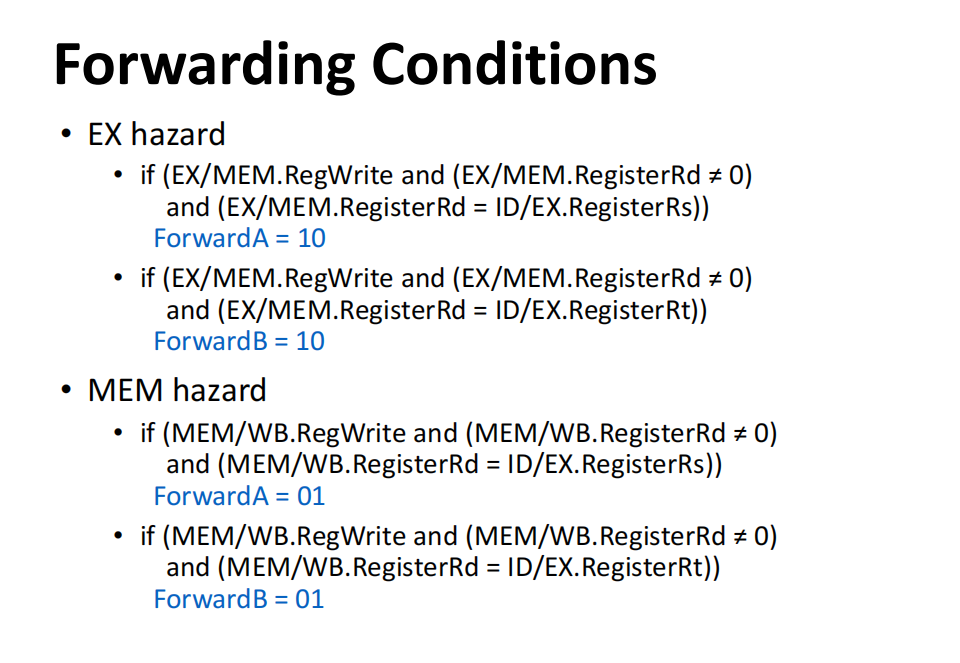 Forwarding Conditions
• EX hazard
• if (EX/MEM.RegWrite and (EX/MEM.RegisterRd ≠ 0)
and (EX/MEM.RegisterRd = ID/EX.RegisterRs))
ForwardA = 10
• if (EX/MEM.RegWrite and (EX/MEM.RegisterRd ≠ 0)
and (EX/MEM.RegisterRd = ID/EX.RegisterRt))
ForwardB = 10
• MEM hazard
• if (MEM/WB.RegWrite and (MEM/WB.RegisterRd ≠ 0)
and (MEM/WB.RegisterRd = ID/EX.RegisterRs))
ForwardA = 01
• if (MEM/WB.RegWrite and (MEM/WB.RegisterRd ≠ 0)
and (MEM/WB.RegisterRd = ID/EX.RegisterRt))
ForwardB = 01